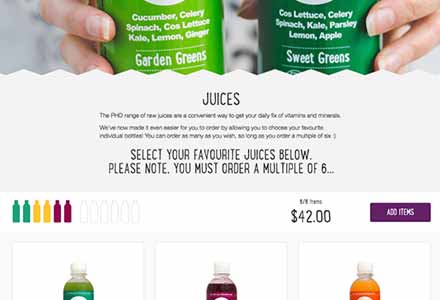 Cucumber, Celery
Spinach, Cos Lettuce
Kale, Lemon, Ginger
Garden Greens
Cos Lettuce, Celery
Spinach, Kale, Parsley
Lemon, Apple
Sweet Greens
JUICES
The PHD range of raw juices are a convenient way to get your daily fix of vitamins and minerals.
We've now made it even easier for you to order by allowing you to choose your favourite
individual bottles! You can order as many as you wish, so long as you order a multiple of six :)
SELECT YOUR FAVOURITE JUICES BELOW.
PLEASE NOTE, YOU MUST ORDER A MULTIPLE OF 6...
6/6 Items
$42.00
ADD ITEMS